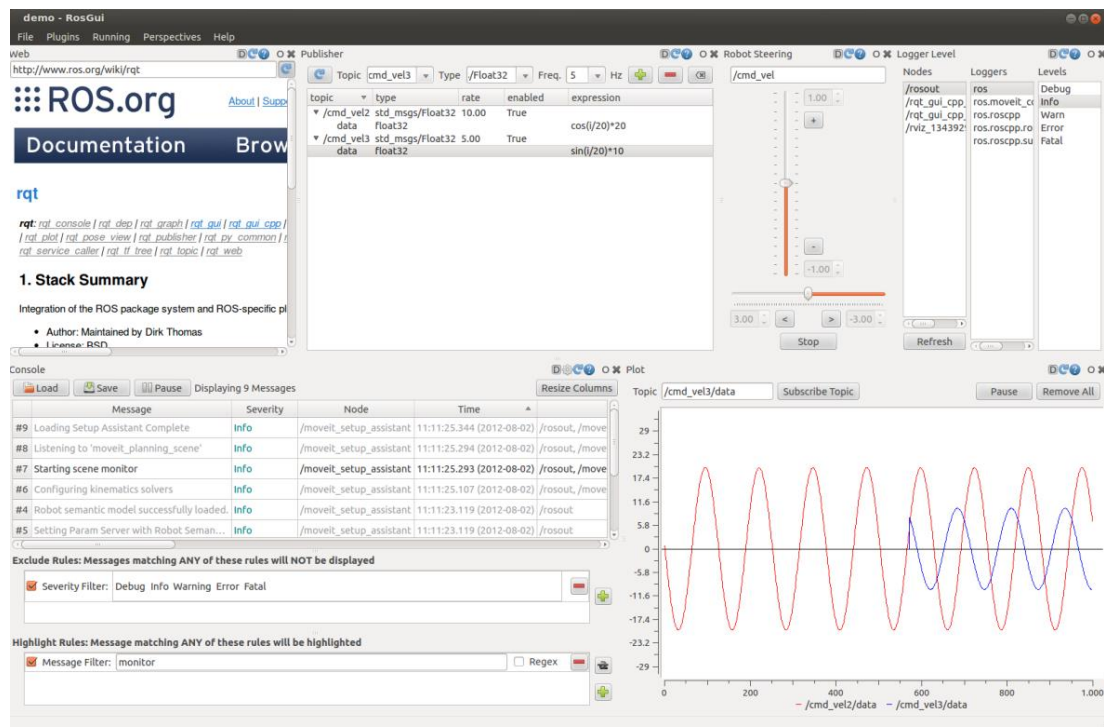 demo - RosGui
File Plugins Running Perspectives Help
Web
http://www.ros.org/wiki/rqt
ROS.org
About | Supp
Documentation Brow
rqt
rqt: rqt_console | rqt_dep | rqt_graph | rqt_gui | rqt_gui_cpp /
| rqt_plot | rqt_pose_view | rqt_publisher | rqt_py_common |
rqt_service_caller | rqt_tf_tree | rqt_topic | rqt_web
1. Stack Summary
Integration of the ROS package system and ROS-specific pl
Author: Maintained by Dirk Thomas
License: BSD
Publisher
Topic cmd_vel3 Type /Float32 Freq. 5 Hz
topic type rate enabled expression
/cmd_vel2 std_msgs/Float32 10.00 True
data float32 cos(i/20)*20
/cmd_vel3 std_msgs/Float32 5.00 True
data float32 sin(i/20)*10
Robot Steering
/cmd_vel
1.00
+
-
-1.00
3.00 < > -3.00
Stop
Logger Level
Nodes Loggers Levels
/rosout ros Debug
/rqt_gui_cpp_ ros.moveit_co Info
/rqt_gui_cpp_ ros.roscpp Warn
/rviz_1343925 ros.roscpp.ro Error
ros.roscpp.su Fatal
Refresh
Console
Load Save Pause Displaying 9 Messages Resize Columns
Message Severity Node Time
#9 Loading Setup Assistant Complete Info /moveit_setup_assistant 11:11:25.344 (2012-08-02) /rosout, /move
#8 Listening to 'moveit_planning_scene' Info /moveit_setup_assistant 11:11:25.294 (2012-08-02) /rosout, /move
#7 Starting scene monitor Info /moveit_setup_assistant 11:11:25.293 (2012-08-02) /rosout, /move
#6 Configuring kinematics solvers Info /moveit_setup_assistant 11:11:25.107 (2012-08-02) /rosout, /move
#4 Robot semantic model successfully loaded. Info /moveit_setup_assistant 11:11:23.119 (2012-08-02) /rosout
#5 Setting Param Server with Robot Seman... Info /moveit_setup_assistant 11:11:23.119 (2012-08-02) /rosout
Exclude Rules: Messages matching ANY of these rules will NOT be displayed
Severity Filter: Debug Info Warning Error Fatal
Highlight Rules: Message matching ANY of these rules will be highlighted
Message Filter: monitor Regex
Plot
Topic /cmd_vel3/data Subscribe Topic Pause Remove All
29
23.2
17.4
11.6
5.8
0
-5.8
-11.6
-17.4
-23.2
-29
0 200 400 600 800 1.000
/cmd_vel2/data /cmd_vel3/data